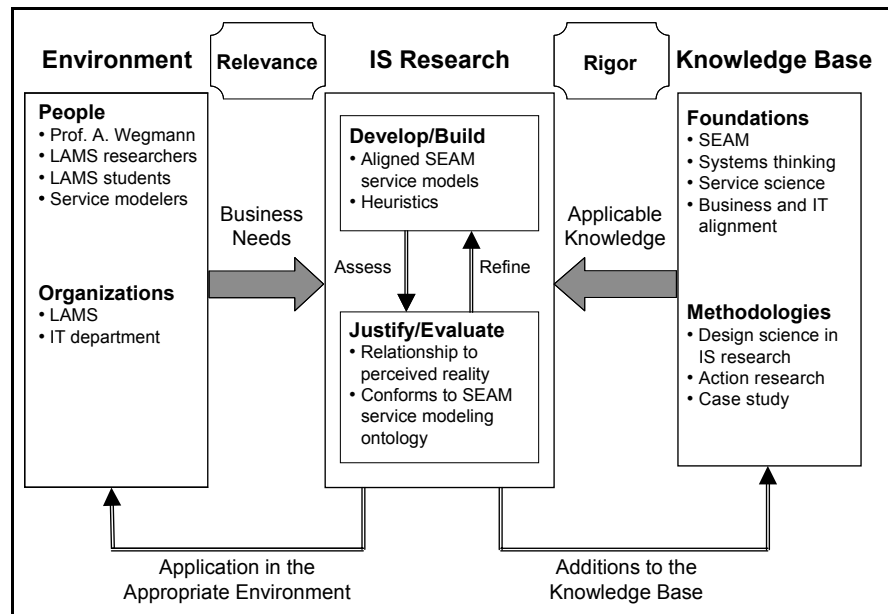 Environment
Relevance
IS Research
Rigor
Knowledge Base
People
• Prof. A. Wegmann
• LAMS researchers
• LAMS students
• Service modelers
Organizations
• LAMS
• IT department
Business
Needs
Develop/Build
• Aligned SEAM
service models
• Heuristics
Assess
Refine
Justify/Evaluate
• Relationship to
perceived reality
• Conforms to SEAM
service modeling
ontology
Applicable
Knowledge
Foundations
• SEAM
• Systems thinking
• Service science
• Business and IT
alignment
Methodologies
• Design science in
IS research
• Action research
• Case study
Application in the
Appropriate Environment
Additions to the
Knowledge Base